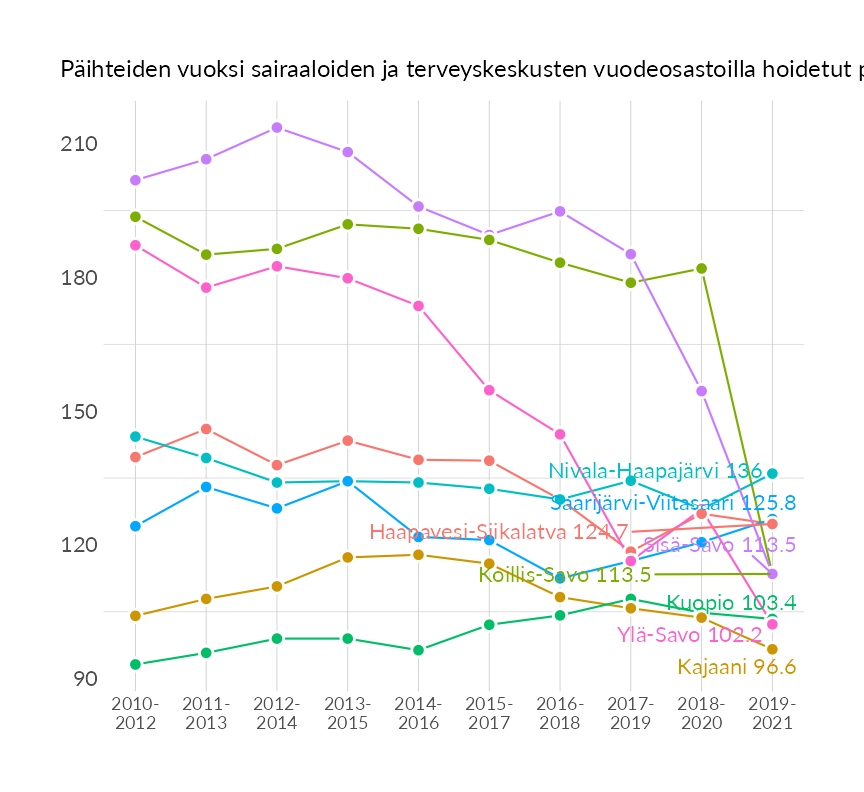 Päihteiden vuoksi sairaaloiden ja terveyskeskusten vuodeosastoilla hoidetut
210
180
150
120
90
Nivala-Haapajärvi 136
Saarijärvi-Viitasaari 125.8
Haapavesi-Siikalatva 124.7
Sisä-Savo 113.5
Koillis-Savo 113.5
Kuopio 103.4
Ylä-Savo 102.2
Kajaani 96.6
2010- 2011- 2012- 2013- 2014- 2015- 2016- 2017- 2018- 2019-
2012 2013 2014 2015 2016 2017 2018 2019 2020 2021